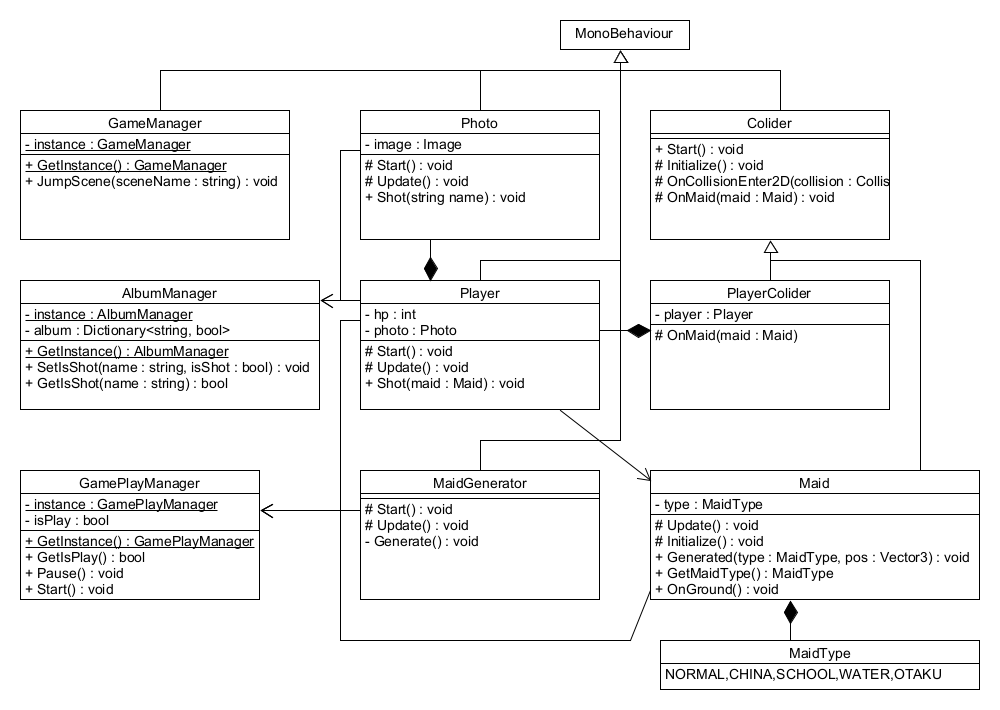 MonoBehaviour
GameManager
- instance : GameManager
+ GetInstance() : GameManager
+ JumpScene(sceneName : string) : void
Photo
- image : Image
# Start() : void
# Update() : void
+ Shot(string name) : void
Colider
+ Start() : void
# Initialize() : void
# OnCollisionEnter2D(collision : Collis
# OnMaid(maid : Maid) : void
AlbumManager
- instance : AlbumManager
- album : Dictionary<string, bool>
+ GetInstance() : AlbumManager
+ SetIsShot(name : string, isShot : bool) : void
+ GetIsShot(name : string) : bool
Player
- hp : int
- photo : Photo
# Start() : void
# Update() : void
+ Shot(maid : Maid) : void
PlayerColider
- player : Player
# OnMaid(maid : Maid)
GamePlayManager
- instance : GamePlayManager
- isPlay : bool
+ GetInstance() : GamePlayManager
+ GetIsPlay() : bool
+ Pause() : void
+ Start() : void
MaidGenerator
# Start() : void
# Update() : void
- Generate() : void
Maid
- type : MaidType
# Update() : void
# Initialize() : void
+ Generated(type : MaidType, pos : Vector3) : void
+ GetMaidType() : MaidType
+ OnGround() : void
MaidType
NORMAL,CHINA,SCHOOL,WATER,OTAKU